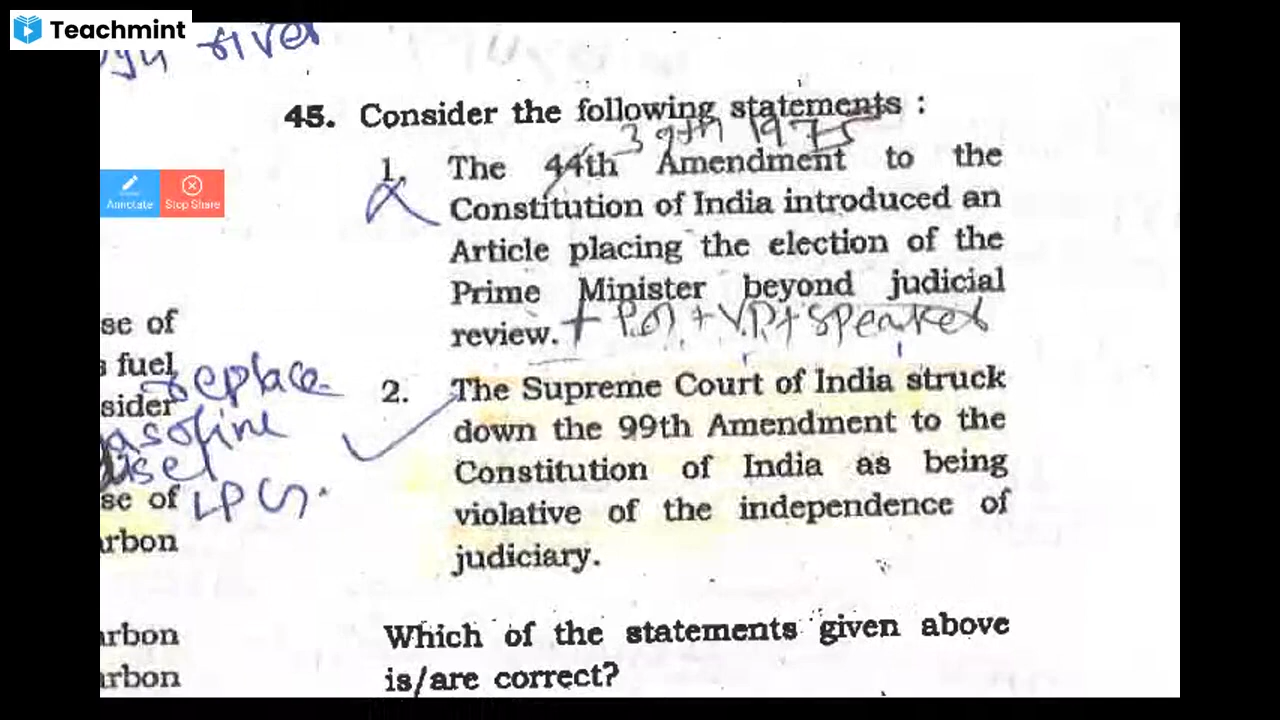 Teachmint
river
45. Consider the following statements :
39th 1975
1. The 44th Amendment to the
Constitution of India introduced an
Article placing the election of the
Prime Minister beyond judicial
review. + P.O + V.P + Speaker
2. The Supreme Court of India struck
down the 99th Amendment to the
Constitution of India as being
violative of the independence of
judiciary.
Which of the statements given above
is/are correct?
Annotate
Stop Share
se of
s fuel
replace
sider
gasoline
se of LPG.
arbon
arbon
arbon